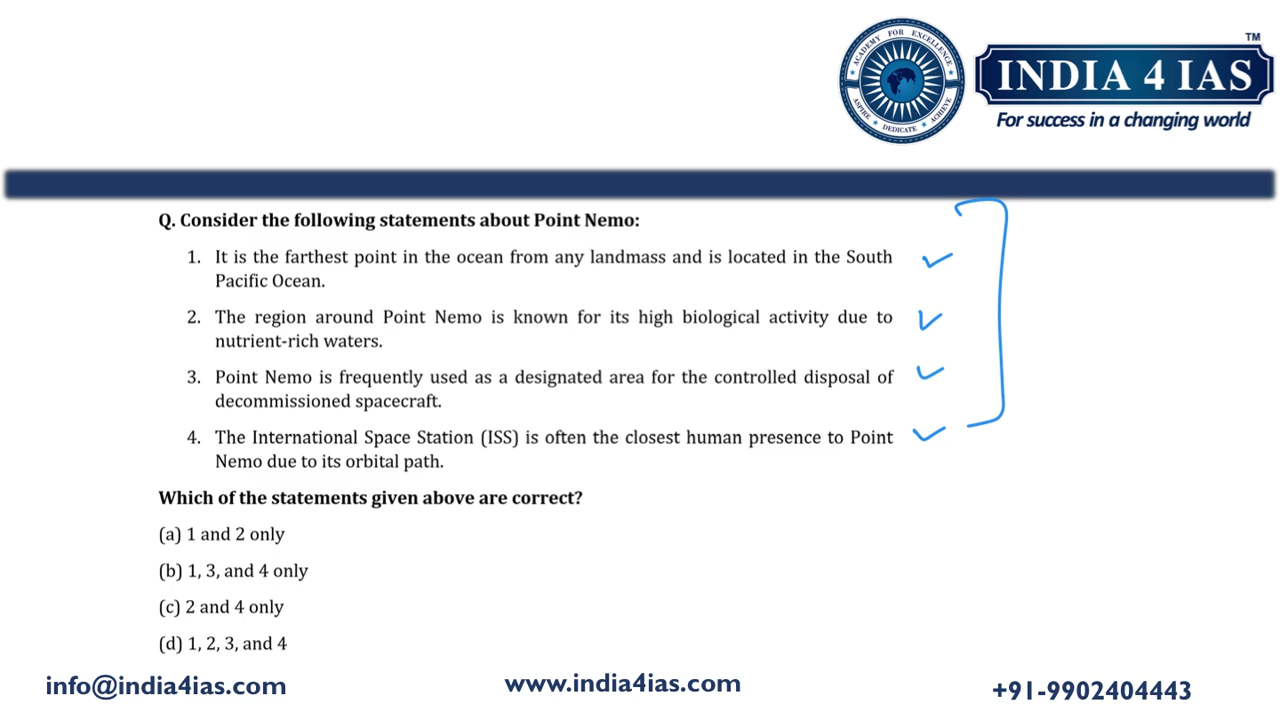 ACADEMY FOR EXCELLENCE
ASPIRE ★ DEDICATE ★ ACHIEVE
TM
INDIA 4 IAS
For success in a changing world
Q. Consider the following statements about Point Nemo:
1. It is the farthest point in the ocean from any landmass and is located in the South
Pacific Ocean.
2. The region around Point Nemo is known for its high biological activity due to
nutrient-rich waters.
3. Point Nemo is frequently used as a designated area for the controlled disposal of
decommissioned spacecraft.
4. The International Space Station (ISS) is often the closest human presence to Point
Nemo due to its orbital path.
Which of the statements given above are correct?
(a) 1 and 2 only
(b) 1, 3, and 4 only
(c) 2 and 4 only
(d) 1, 2, 3, and 4
info@india4ias.com
www.india4ias.com
+91-9902404443